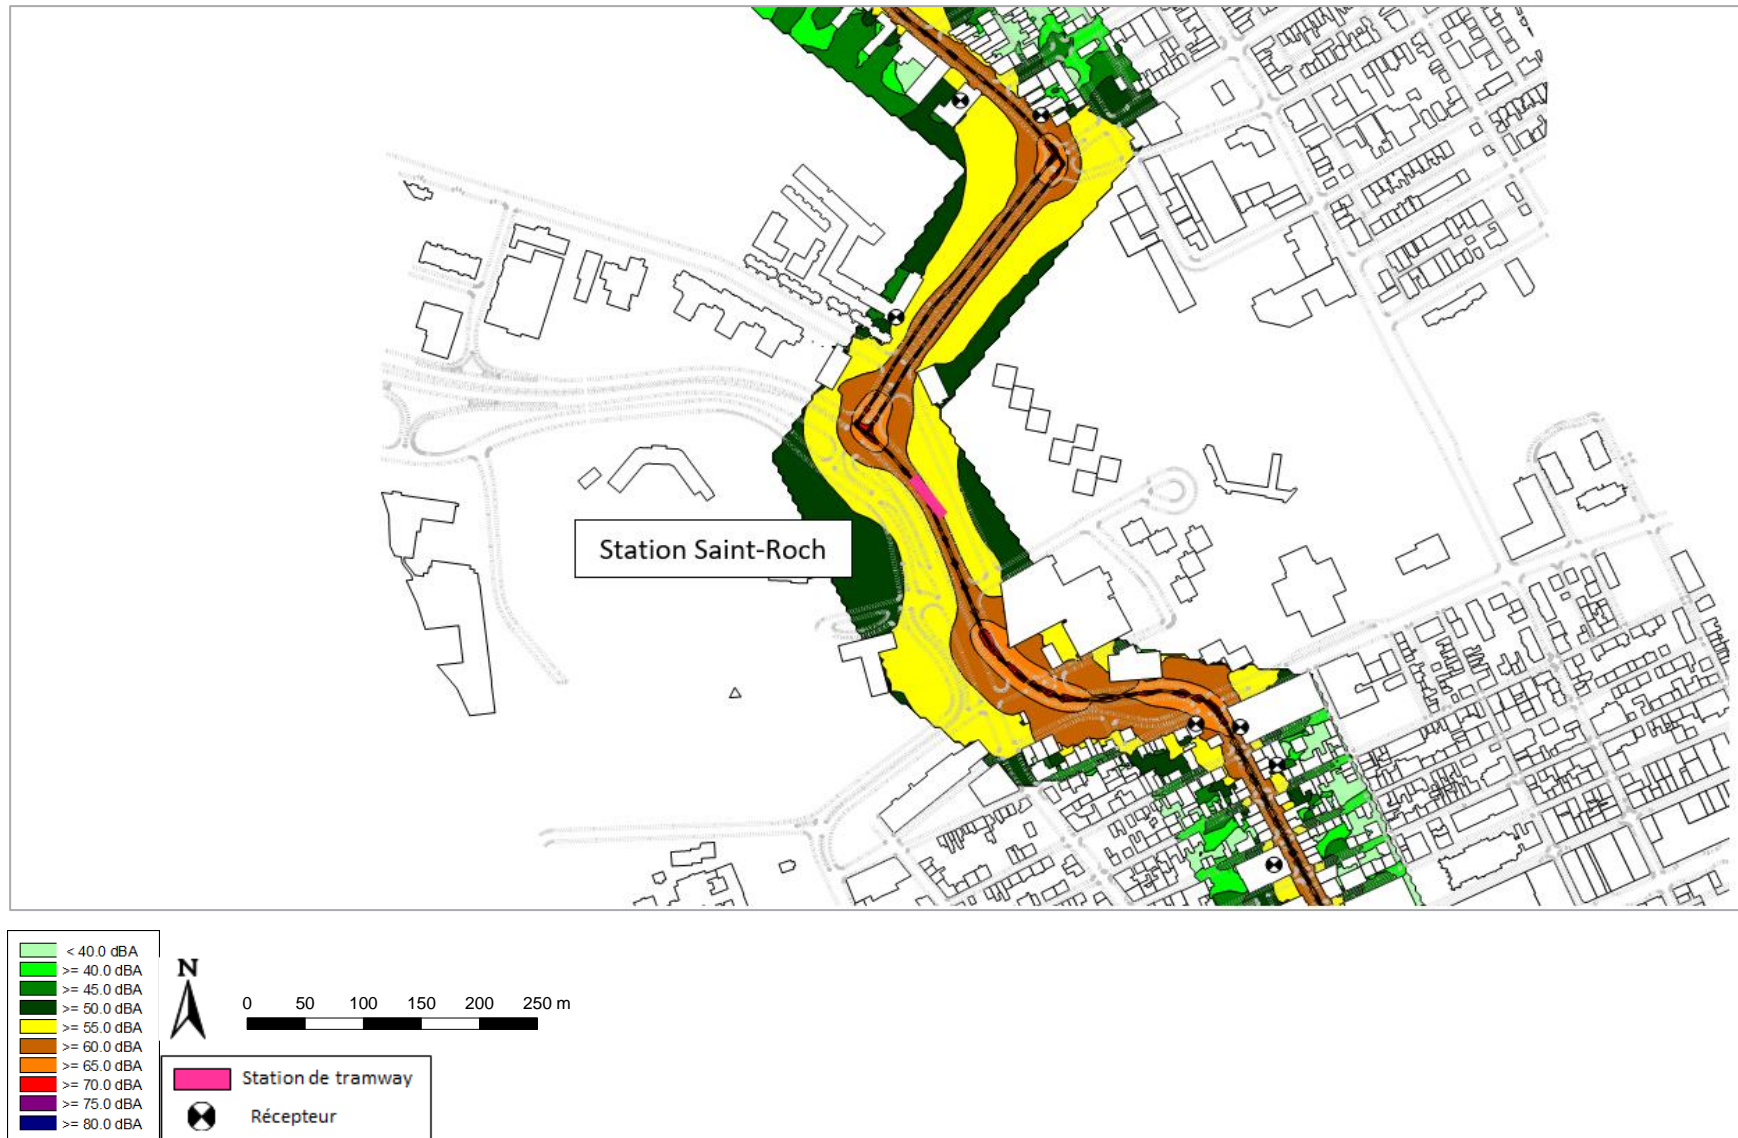 Station Saint-Roch
< 40.0 dBA
>= 40.0 dBA
>= 45.0 dBA
>= 50.0 dBA
>= 55.0 dBA
>= 60.0 dBA
>= 65.0 dBA
>= 70.0 dBA
>= 75.0 dBA
>= 80.0 dBA
N
0 50 100 150 200 250 m
Station de tramway
Récepteur